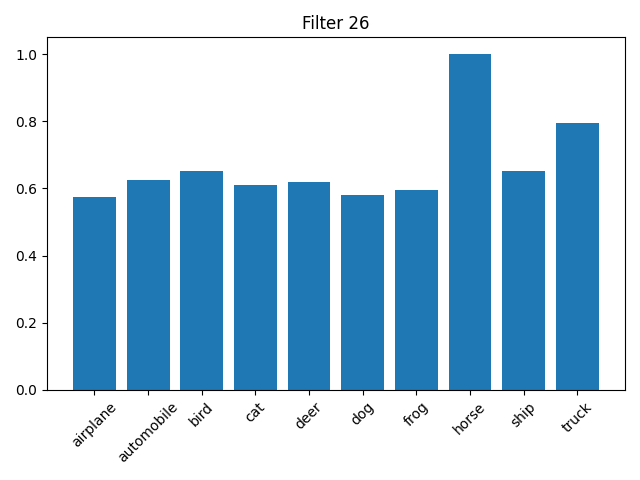 Filter 26
1.0
0.8
0.6
0.4
0.2
0.0
airplane
automobile
bird
cat
deer
dog
frog
horse
ship
truck